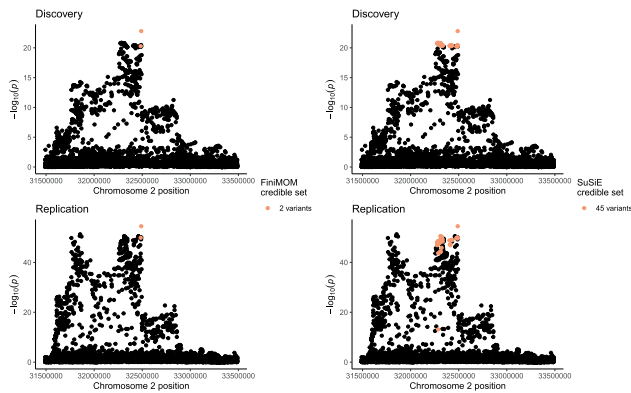 Discovery
−log10(p)
20
15
10
5
0
31500000 32000000 32500000 33000000 33500000
Chromosome 2 position
Discovery
−log10(p)
20
15
10
5
0
31500000 32000000 32500000 33000000 33500000
Chromosome 2 position
FiniMOM
credible set
2 variants
SuSiE
credible set
45 variants
Replication
−log10(p)
40
20
0
31500000 32000000 32500000 33000000 33500000
Chromosome 2 position
Replication
−log10(p)
40
20
0
31500000 32000000 32500000 33000000 33500000
Chromosome 2 position